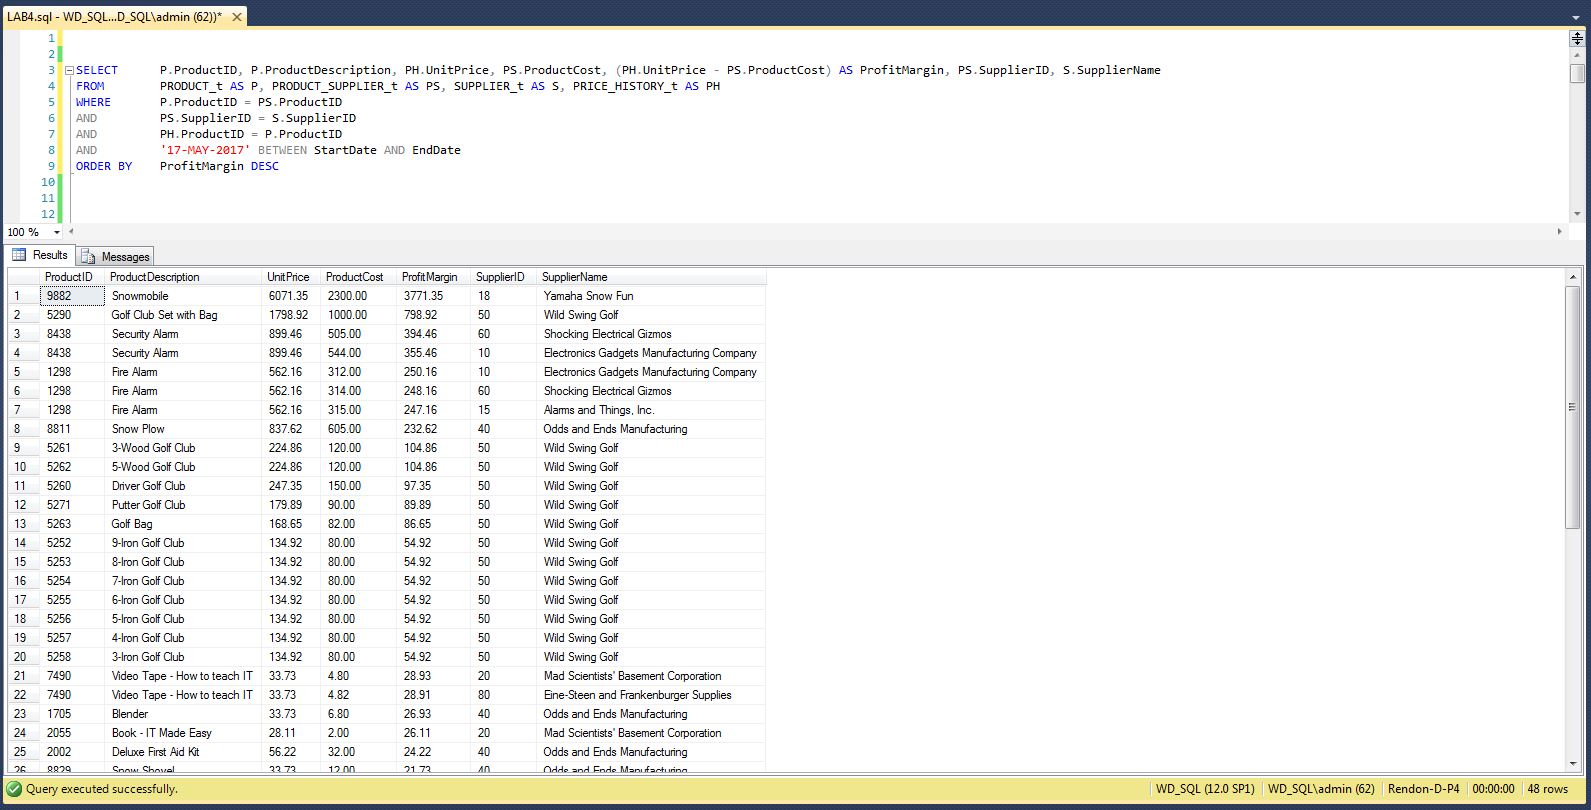 LAB4.sql - WD_SQL...D_SQL\admin (62))* ×
1
2
3 SELECT P.ProductID, P.ProductDescription, PH.UnitPrice, PS.ProductCost, (PH.UnitPrice - PS.ProductCost) AS ProfitMargin, PS.SupplierID, S.SupplierName
4 FROM PRODUCT_t AS P, PRODUCT_SUPPLIER_t AS PS, SUPPLIER_t AS S, PRICE_HISTORY_t AS PH
5 WHERE P.ProductID = PS.ProductID
6 AND PS.SupplierID = S.SupplierID
7 AND PH.ProductID = P.ProductID
8 AND '17-MAY-2017' BETWEEN StartDate AND EndDate
9 ORDER BY ProfitMargin DESC
10
11
12
100 %
Results Messages
ProductID ProductDescription UnitPrice ProductCost ProfitMargin SupplierID SupplierName
1 9882 Snowmobile 6071.35 2300.00 3771.35 18 Yamaha Snow Fun
2 5290 Golf Club Set with Bag 1798.92 1000.00 798.92 50 Wild Swing Golf
3 8438 Security Alarm 899.46 505.00 394.46 60 Shocking Electrical Gizmos
4 8438 Security Alarm 899.46 544.00 355.46 10 Electronics Gadgets Manufacturing Company
5 1298 Fire Alarm 562.16 312.00 250.16 10 Electronics Gadgets Manufacturing Company
6 1298 Fire Alarm 562.16 314.00 248.16 60 Shocking Electrical Gizmos
7 1298 Fire Alarm 562.16 315.00 247.16 15 Alarms and Things, Inc.
8 8811 Snow Plow 837.62 605.00 232.62 40 Odds and Ends Manufacturing
9 5261 3-Wood Golf Club 224.86 120.00 104.86 50 Wild Swing Golf
10 5262 5-Wood Golf Club 224.86 120.00 104.86 50 Wild Swing Golf
11 5260 Driver Golf Club 247.35 150.00 97.35 50 Wild Swing Golf
12 5271 Putter Golf Club 179.89 90.00 89.89 50 Wild Swing Golf
13 5263 Golf Bag 168.65 82.00 86.65 50 Wild Swing Golf
14 5252 9-Iron Golf Club 134.92 80.00 54.92 50 Wild Swing Golf
15 5253 8-Iron Golf Club 134.92 80.00 54.92 50 Wild Swing Golf
16 5254 7-Iron Golf Club 134.92 80.00 54.92 50 Wild Swing Golf
17 5255 6-Iron Golf Club 134.92 80.00 54.92 50 Wild Swing Golf
18 5256 5-Iron Golf Club 134.92 80.00 54.92 50 Wild Swing Golf
19 5257 4-Iron Golf Club 134.92 80.00 54.92 50 Wild Swing Golf
20 5258 3-Iron Golf Club 134.92 80.00 54.92 50 Wild Swing Golf
21 7490 Video Tape - How to teach IT 33.73 4.80 28.93 20 Mad Scientists' Basement Corporation
22 7490 Video Tape - How to teach IT 33.73 4.82 28.91 80 Eine-Steen and Frankenburger Supplies
23 1705 Blender 33.73 6.80 26.93 40 Odds and Ends Manufacturing
24 2055 Book - IT Made Easy 28.11 2.00 26.11 20 Mad Scientists' Basement Corporation
25 2002 Deluxe First Aid Kit 56.22 32.00 24.22 40 Odds and Ends Manufacturing
26 8829 Snow Shovel 33.73 12.00 21.73 40 Odds and Ends Manufacturing
Query executed successfully. WD_SQL (12.0 SP1) WD_SQL\admin (62) Rendon-D-P4 00:00:00 48 rows